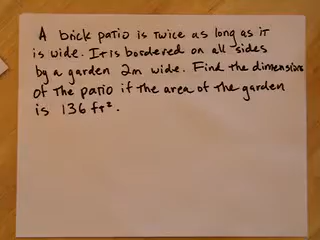 A brick patio is twice as long as it
is wide. It is bordered on all sides
by a garden 2m wide. Find the dimensions
of the patio if the area of the garden
is 136 ft².